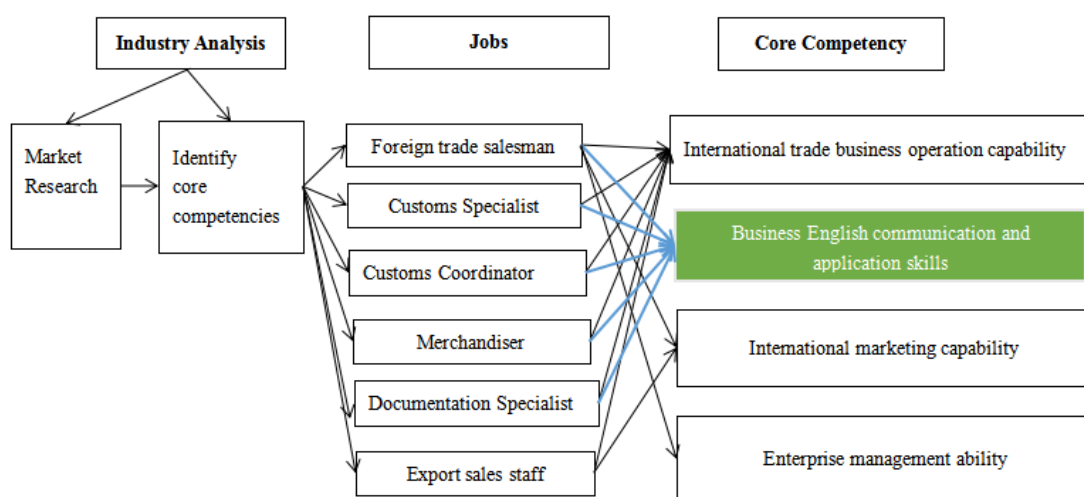 Industry Analysis
Jobs
Core Competency
Market
Research
Identify
core
competencies
Foreign trade salesman
Customs Specialist
Customs Coordinator
Merchandiser
Documentation Specialist
Export sales staff
International trade business operation capability
Business English communication and
application skills
International marketing capability
Enterprise management ability